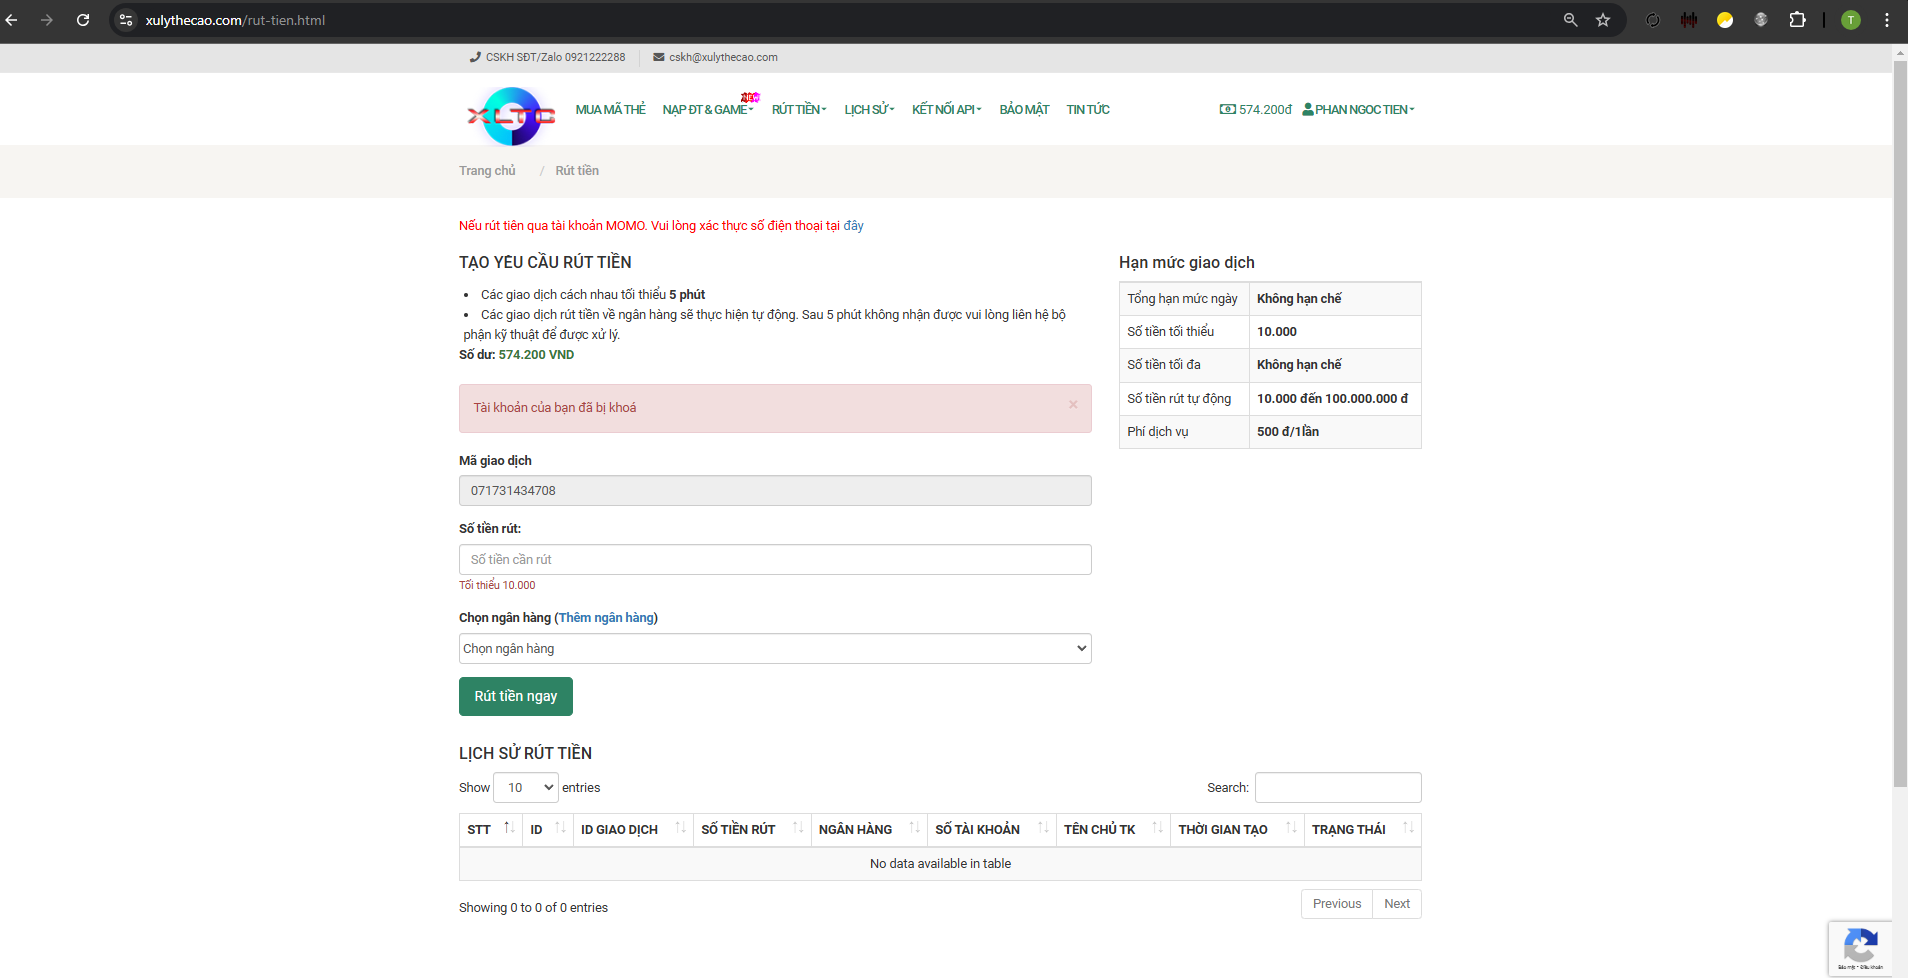 xulythecao.com/rut-tien.html
T
CSKH SĐT/Zalo 0921222288
cskh@xulythecao.com
XLTC
MUA MÃ THẺ
NẠP ĐT & GAME
NEW
RÚT TIỀN
LỊCH SỬ
KẾT NỐI API
BẢO MẬT
TIN TỨC
574.200đ
PHAN NGOC TIEN
Trang chủ / Rút tiền
Nếu rút tiên qua tài khoản MOMO. Vui lòng xác thực số điện thoại tại đây
TẠO YÊU CẦU RÚT TIỀN
• Các giao dịch cách nhau tối thiểu 5 phút
• Các giao dịch rút tiền về ngân hàng sẽ thực hiện tự động. Sau 5 phút không nhận được vui lòng liên hệ bộ
phận kỹ thuật để được xử lý.
Số dư: 574.200 VND
Tài khoản của bạn đã bị khoá
×
Mã giao dịch
071731434708
Số tiền rút:
Số tiền cần rút
Tối thiểu 10.000
Chọn ngân hàng (Thêm ngân hàng)
Chọn ngân hàng
Rút tiền ngay
Hạn mức giao dịch
Tổng hạn mức ngày Không hạn chế
Số tiền tối thiểu 10.000
Số tiền tối đa Không hạn chế
Số tiền rút tự động 10.000 đến 100.000.000 đ
Phí dịch vụ 500 đ/1lần
LỊCH SỬ RÚT TIỀN
Show 10 entries
Search:
STT ID ID GIAO DỊCH SỐ TIỀN RÚT NGÂN HÀNG SỐ TÀI KHOẢN TÊN CHỦ TK THỜI GIAN TẠO TRẠNG THÁI
No data available in table
Showing 0 to 0 of 0 entries
Previous Next
Bảo mật - Điều khoản